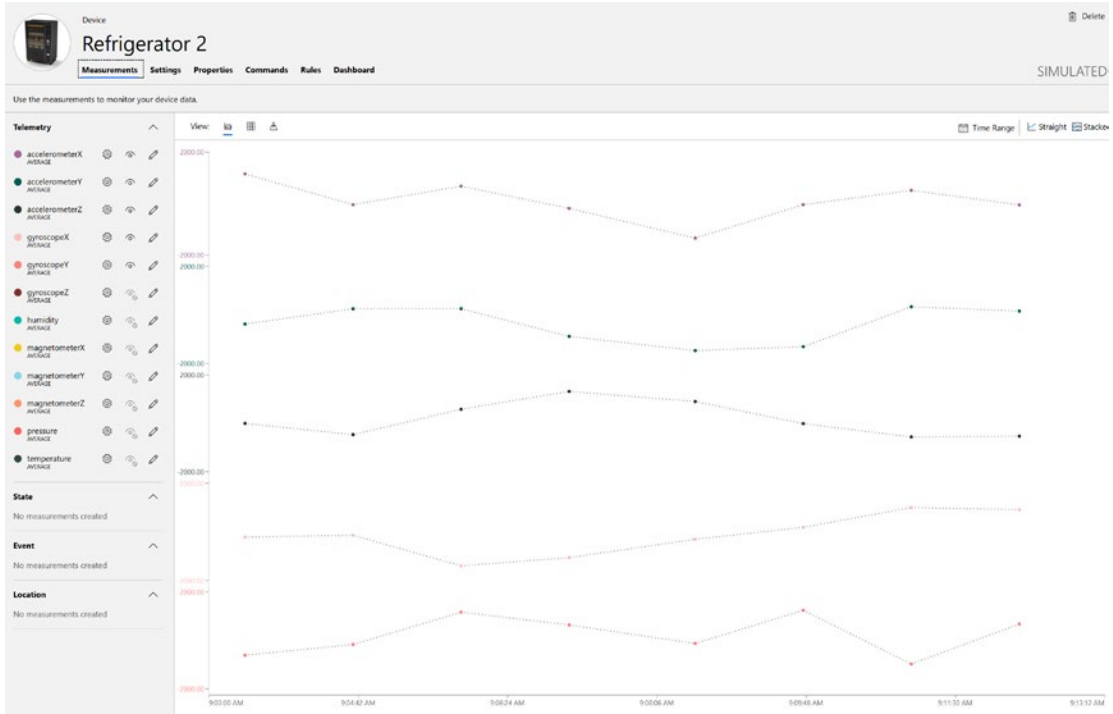 Device
Delete
Refrigerator 2
Measurements Settings Properties Commands Rules Dashboard
SIMULATED
Use the measurements to monitor your device data.
Telemetry
View:
Time Range Straight Stacked
accelerometerX
AVERAGE
accelerometerY
AVERAGE
accelerometerZ
AVERAGE
gyroscopeX
AVERAGE
gyroscopeY
AVERAGE
gyroscopeZ
AVERAGE
humidity
AVERAGE
magnetometerX
AVERAGE
magnetometerY
AVERAGE
magnetometerZ
AVERAGE
pressure
AVERAGE
temperature
AVERAGE
State
No measurements created
Event
No measurements created
Location
No measurements created
2000.00
-2000.00
2000.00
-2000.00
2000.00
-2000.00
2000.00
-2000.00
2000.00
-2000.00
9:03:00 AM 9:04:42 AM 9:06:24 AM 9:08:06 AM 9:09:48 AM 9:11:30 AM 9:13:12 AM